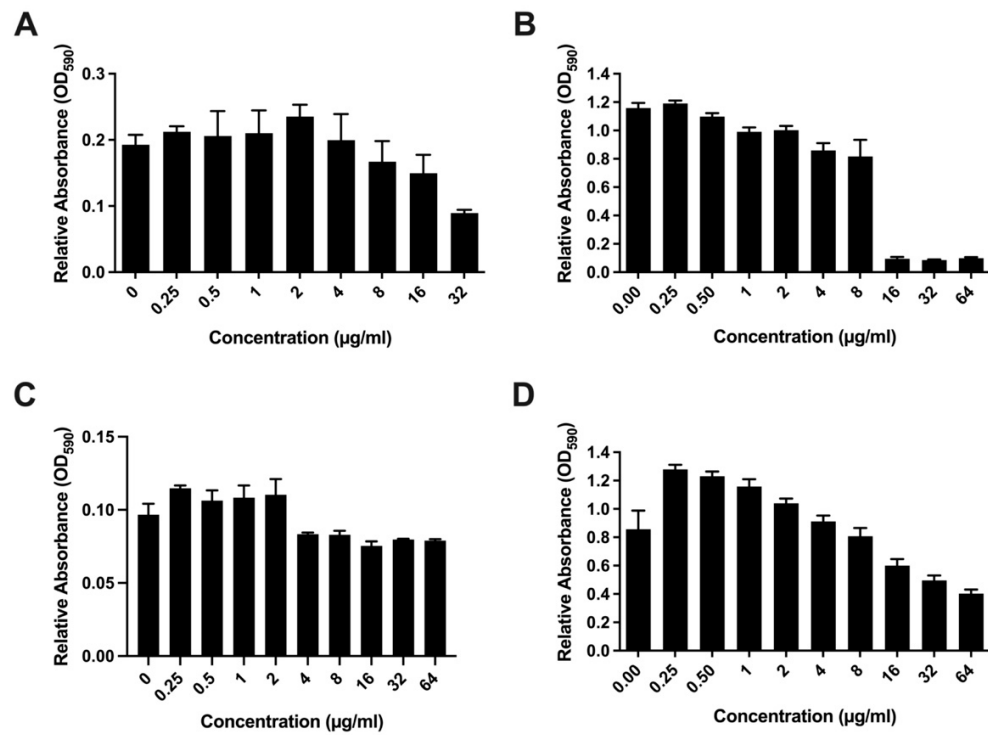 A
Relative Absorbance (OD590)
0.3
0.2
0.1
0.0
0 0.25 0.5 1 2 4 8 16 32
Concentration (µg/ml)
B
Relative Absorbance (OD590)
1.4
1.2
1.0
0.8
0.6
0.4
0.2
0.0
0.00 0.25 0.50 1 2 4 8 16 32 64
Concentration (µg/ml)
C
Relative Absorbance (OD590)
0.15
0.10
0.05
0.00
0 0.25 0.5 1 2 4 8 16 32 64
Concentration (µg/ml)
D
Relative Absorbance (OD590)
1.4
1.2
1.0
0.8
0.6
0.4
0.2
0.0
0.00 0.25 0.50 1 2 4 8 16 32 64
Concentration (µg/ml)